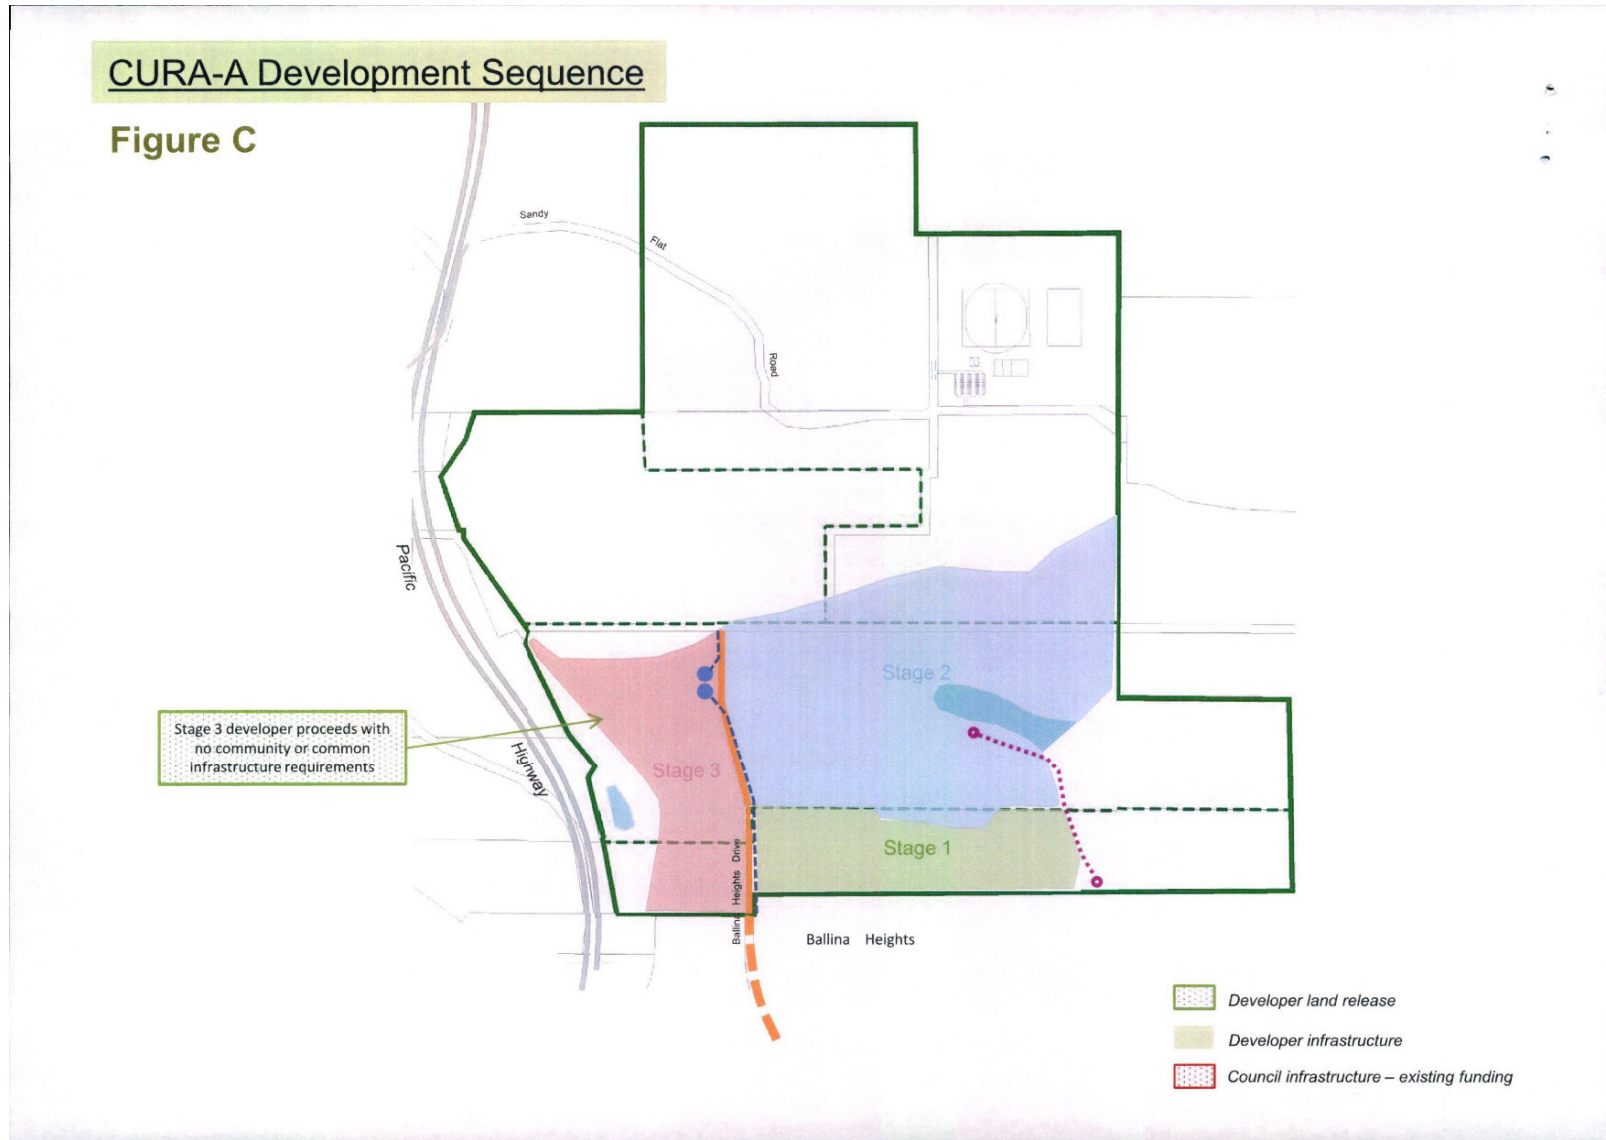 CURA-A Development Sequence
Figure C
Sandy
Flat
Road
Pacific
Stage 2
Stage 3 developer proceeds with
no community or common
infrastructure requirements
Highway
Stage 3
Stage 1
Ballina Heights Drive
Ballina Heights
Developer land release
Developer infrastructure
Council infrastructure – existing funding